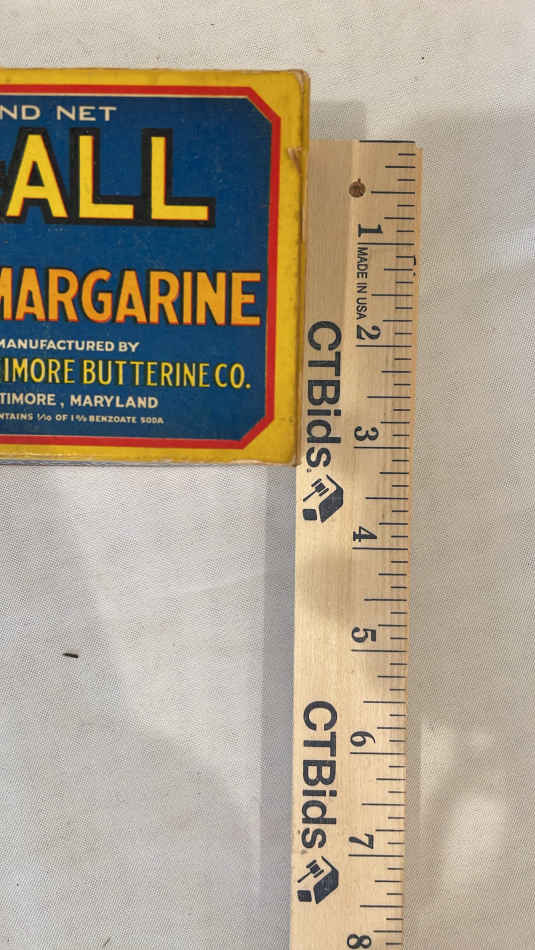 ND NET
ALL
MARGARINE
MANUFACTURED BY
IMORE BUTTERINE CO.
TIMORE, MARYLAND
NTAINS 1/10 OF 1% BENZOATE SODA
1
MADE IN USA
2
CTBids
3
4
5
CTBids
6
7
8